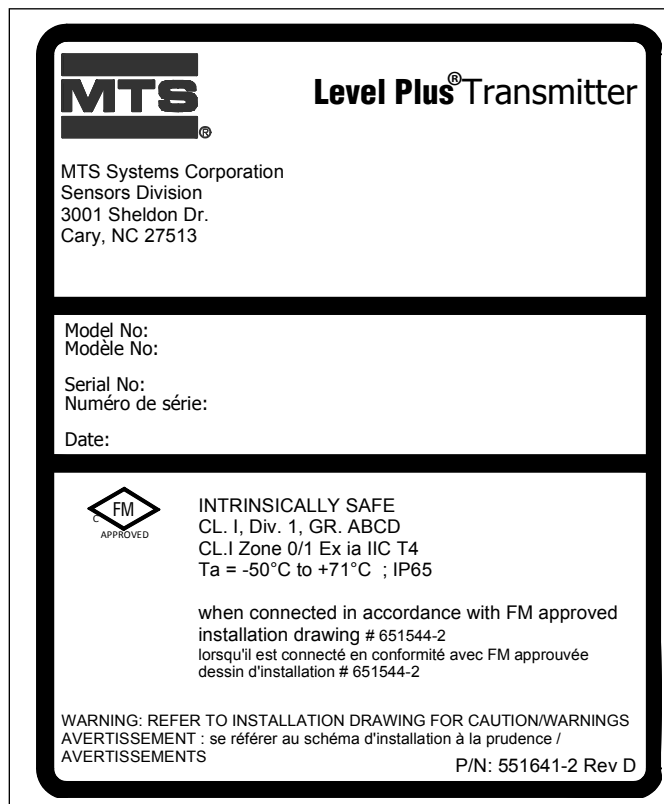 MTS
®
Level Plus® Transmitter
MTS Systems Corporation
Sensors Division
3001 Sheldon Dr.
Cary, NC 27513
Model No:
Modèle No:
Serial No:
Numéro de série:
Date:
C FM
APPROVED
INTRINSICALLY SAFE
CL. I, Div. 1, GR. ABCD
CL.I Zone 0/1 Ex ia IIC T4
Ta = -50°C to +71°C ; IP65
when connected in accordance with FM approved
installation drawing # 651544-2
lorsqu'il est connecté en conformité avec FM approuvée
dessin d'installation # 651544-2
WARNING: REFER TO INSTALLATION DRAWING FOR CAUTION/WARNINGS
AVERTISSEMENT : se référer au schéma d'installation à la prudence /
AVERTISSEMENTS
P/N: 551641-2 Rev D